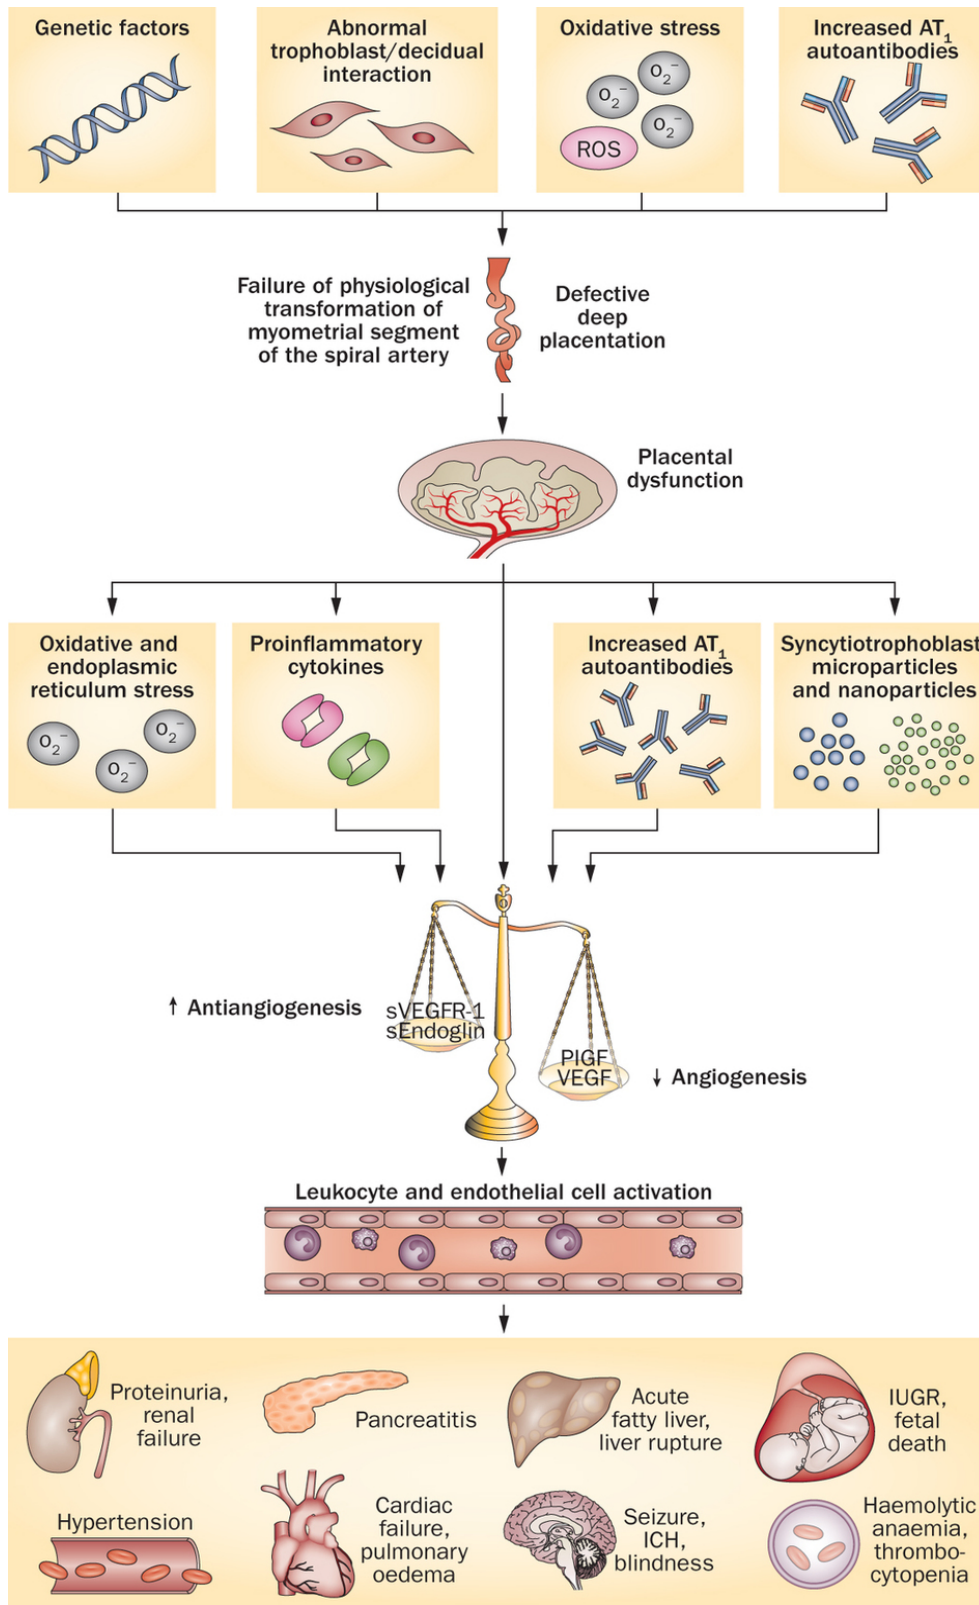 Genetic factors
Abnormal
trophoblast/decidual
interaction
Oxidative stress
O2−
O2−
O2−
ROS
Increased AT1
autoantibodies
Failure of physiological
transformation of
myometrial segment
of the spiral artery
Defective
deep
placentation
Placental
dysfunction
Oxidative and
endoplasmic
reticulum stress
O2−
O2−
O2−
Proinflammatory
cytokines
Increased AT1
autoantibodies
Syncytiotrophoblast
microparticles
and nanoparticles
↑ Antiangiogenesis
sVEGFR-1
sEndoglin
PIGF
VEGF
↓ Angiogenesis
Leukocyte and endothelial cell activation
Proteinuria,
renal
failure
Pancreatitis
Acute
fatty liver,
liver rupture
IUGR,
fetal
death
Hypertension
Cardiac
failure,
pulmonary
oedema
Seizure,
ICH,
blindness
Haemolytic
anaemia,
thrombo-
cytopenia